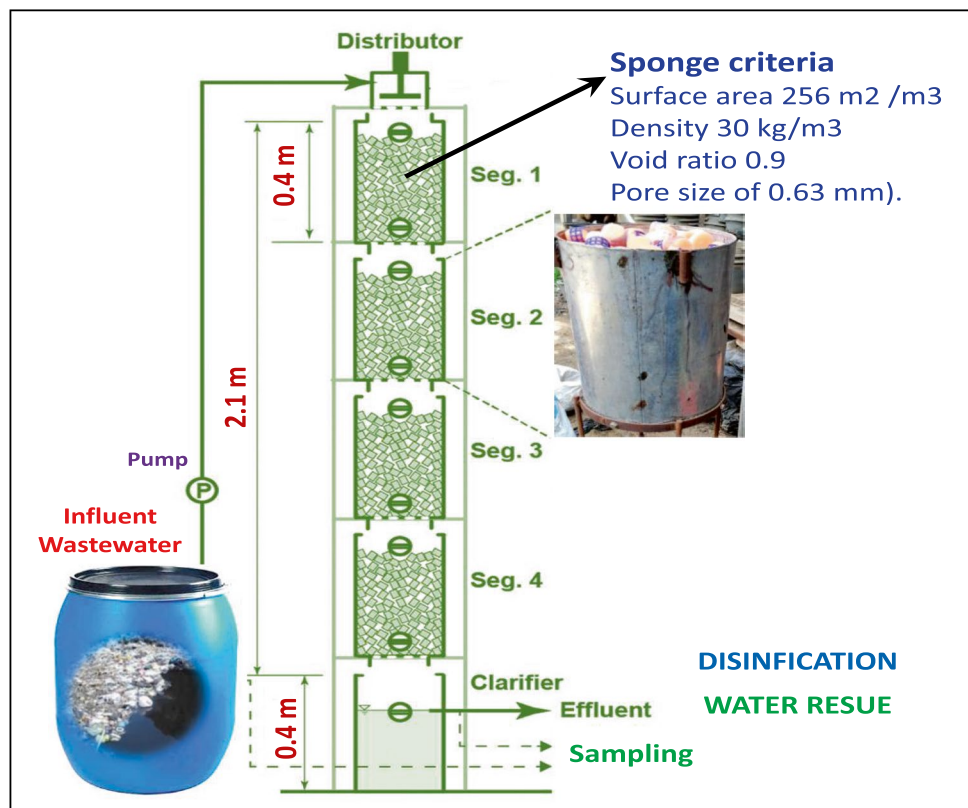 Distributor
Sponge criteria
Surface area 256 m2 /m3
Density 30 kg/m3
Void ratio 0.9
Pore size of 0.63 mm).
0.4 m
Seg. 1
Seg. 2
2.1 m
Seg. 3
Pump
P
Influent
Wastewater
Seg. 4
DISINFICATION
WATER RESUE
Clarifier
Effluent
0.4 m
Sampling